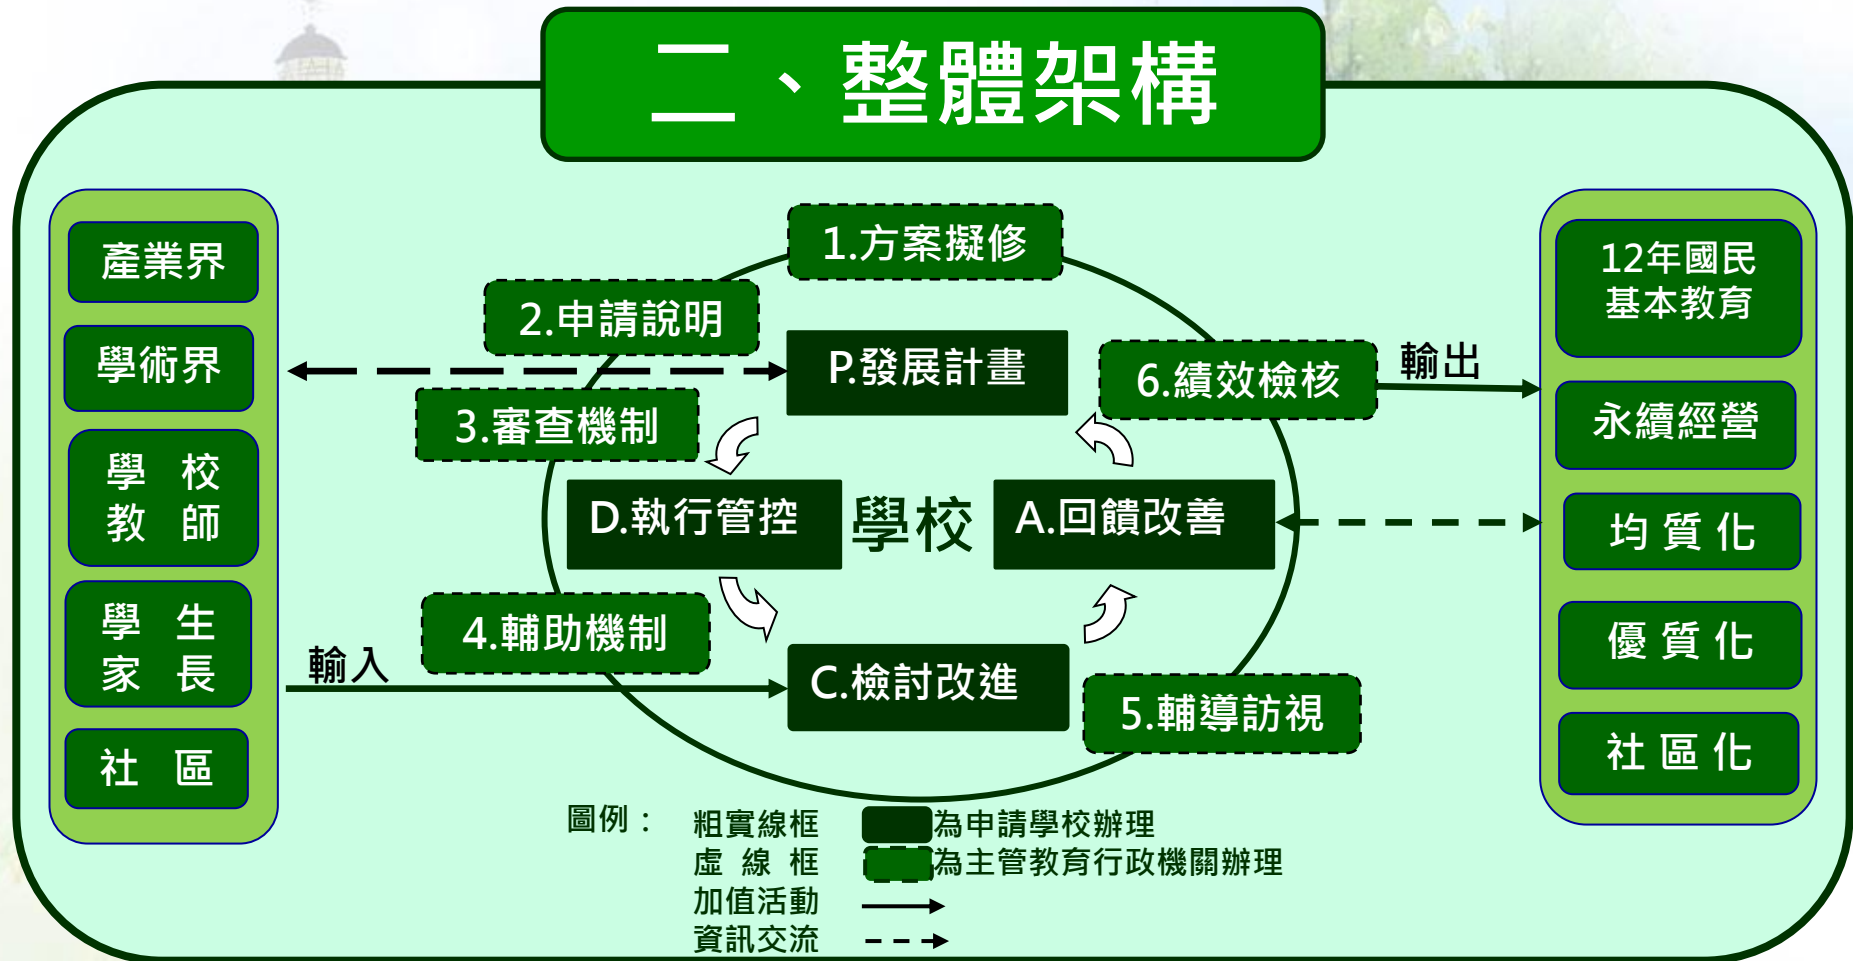 二、整體架構
產業界
學術界
學 校
教 師
學 生
家 長
社 區
1.方案擬修
2.申請說明
3.審查機制
4.輔助機制
5.輔導訪視
6.績效檢核
P.發展計畫
D.執行管控
學校
A.回饋改善
C.檢討改進
輸入
輸出
12年國民
基本教育
永續經營
均質化
優質化
社區化
圖例：
粗實線框 為申請學校辦理
虛線框 為主管教育行政機關辦理
加值活動
資訊交流